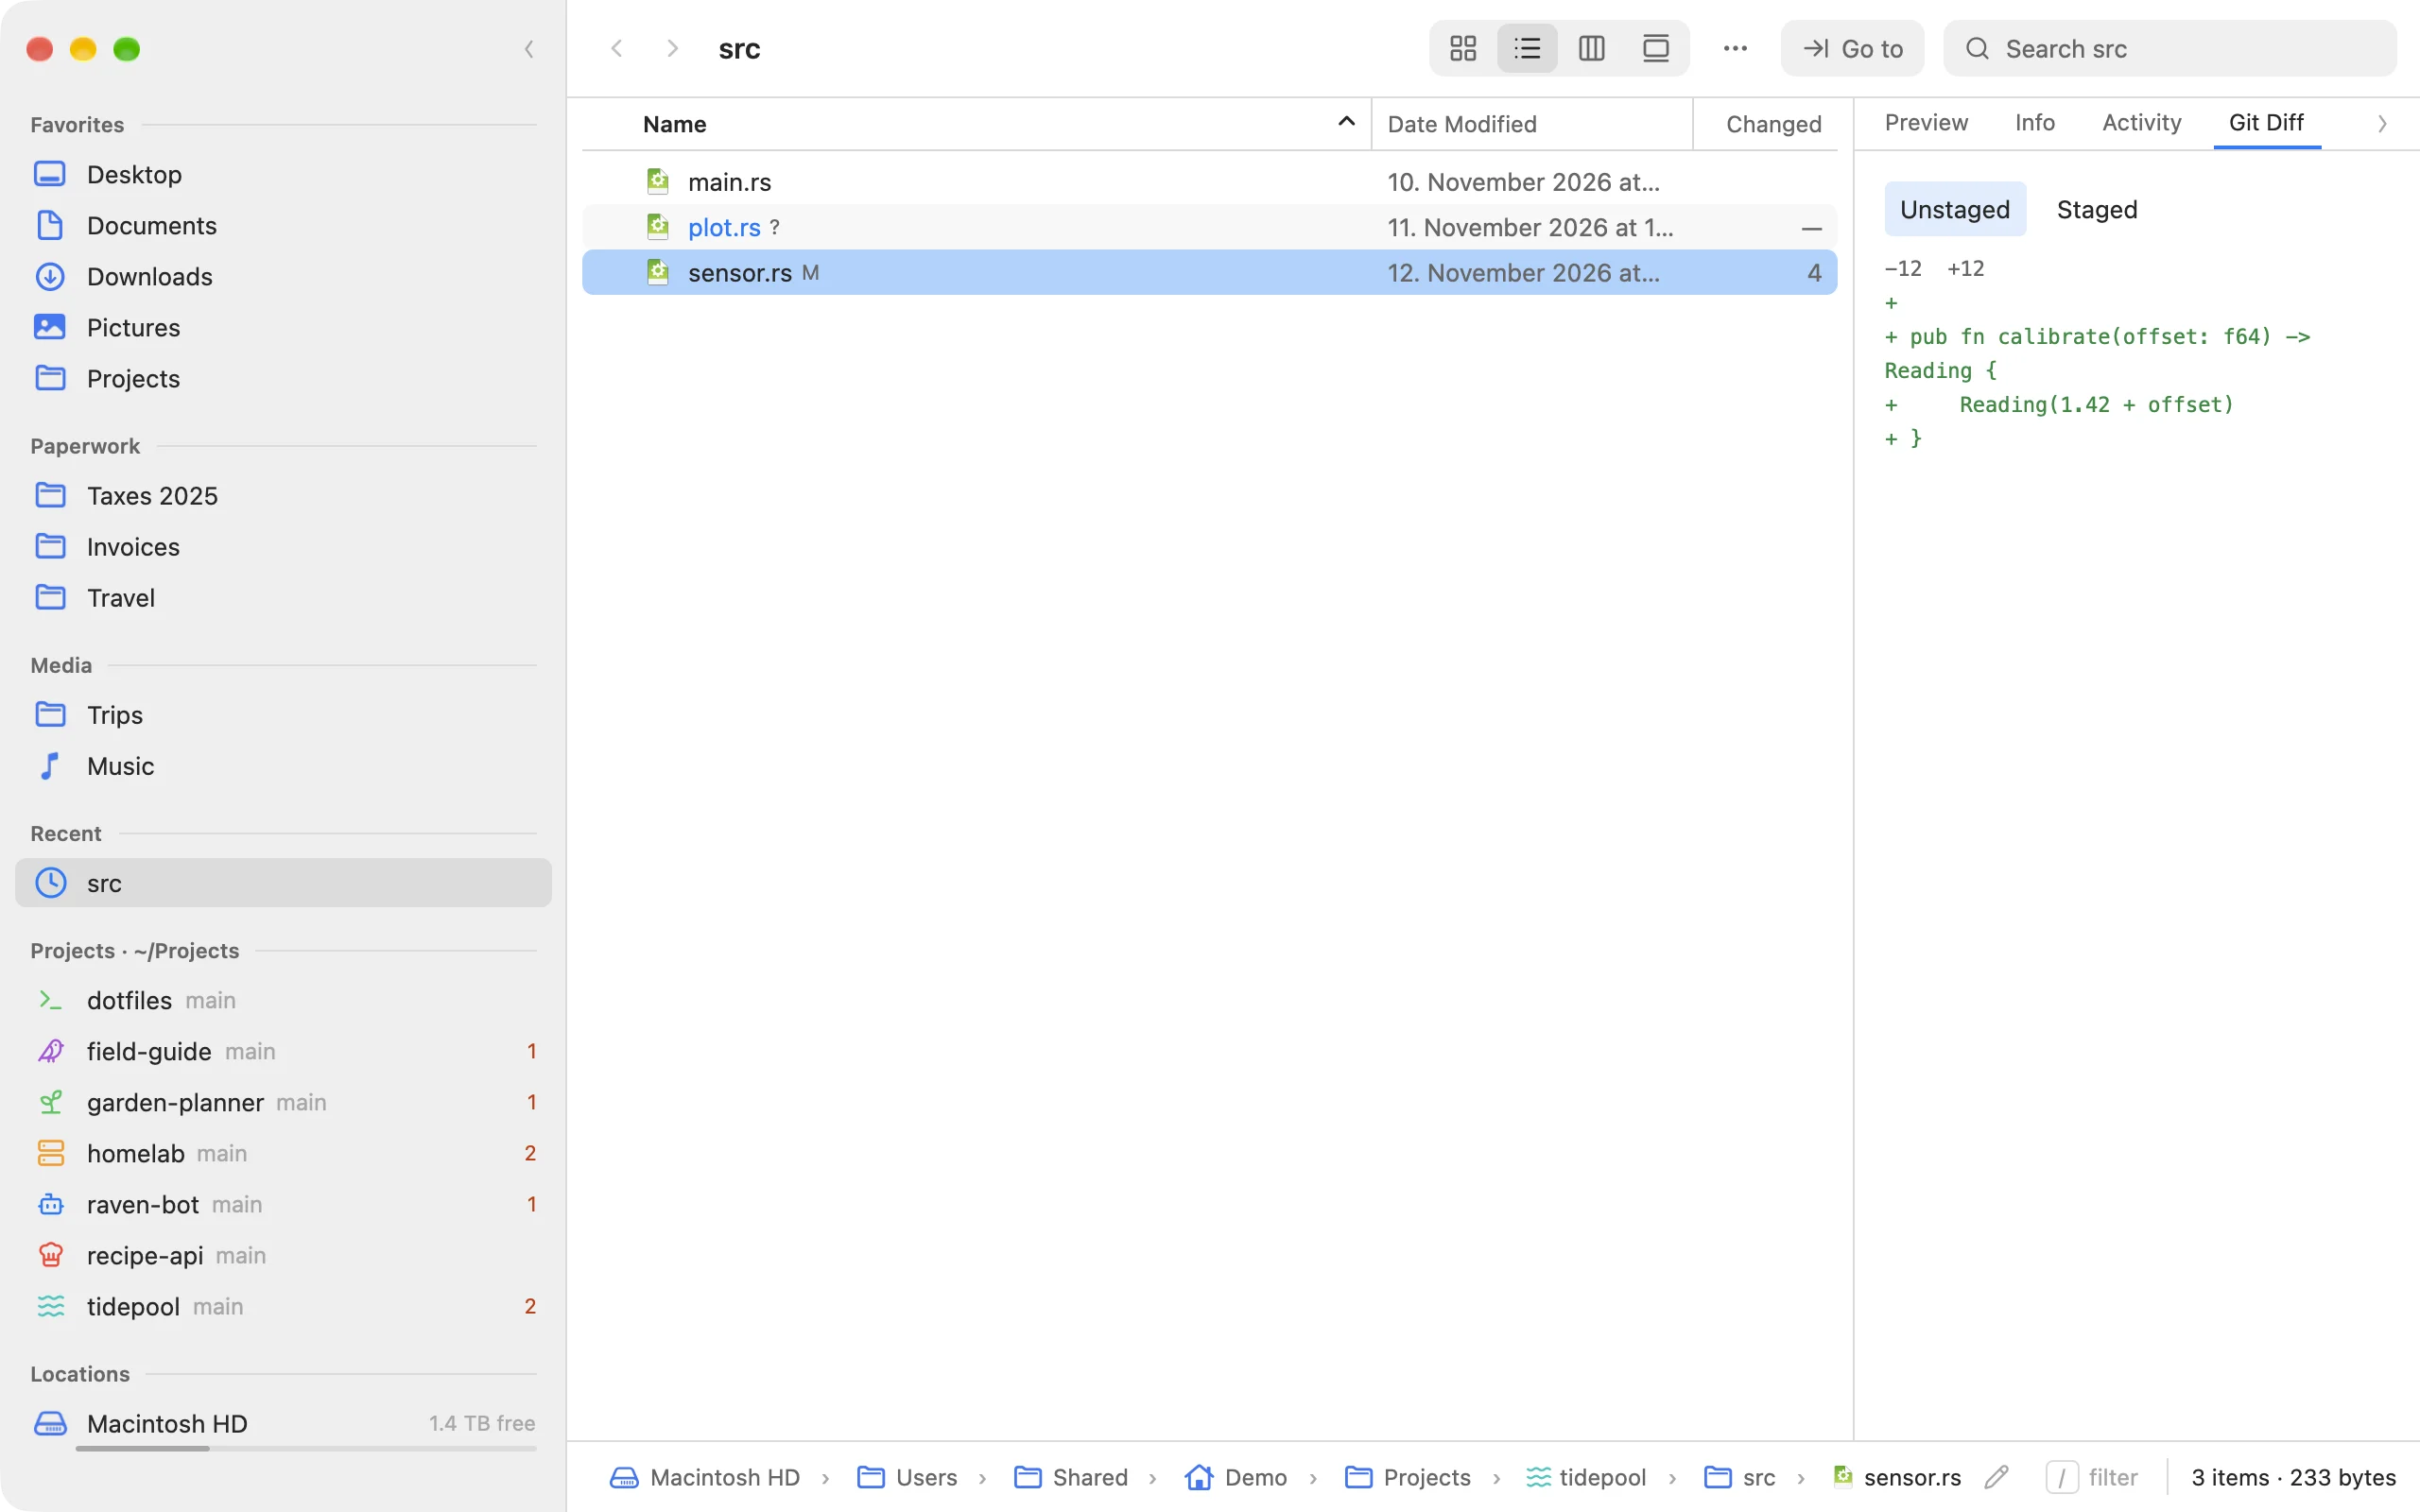 Favorites
Desktop
Documents
Downloads
Pictures
Projects
Paperwork
Taxes 2025
Invoices
Travel
Media
Trips
Music
Recent
src
Projects · ~/Projects
dotfiles main
field-guide main 1
garden-planner main 1
homelab main 2
raven-bot main 1
recipe-api main
tidepool main 2
Locations
Macintosh HD 1.4 TB free
src
Go to
Search src
Name Date Modified Changed
main.rs 10. November 2026 at...
plot.rs ? 11. November 2026 at 1... —
sensor.rs M 12. November 2026 at... 4
Preview Info Activity Git Diff
Unstaged Staged
−12 +12
+
+ pub fn calibrate(offset: f64) ->
Reading {
+     Reading(1.42 + offset)
+ }
Macintosh HD › Users › Shared › Demo › Projects › tidepool › src › sensor.rs
/ filter
3 items · 233 bytes